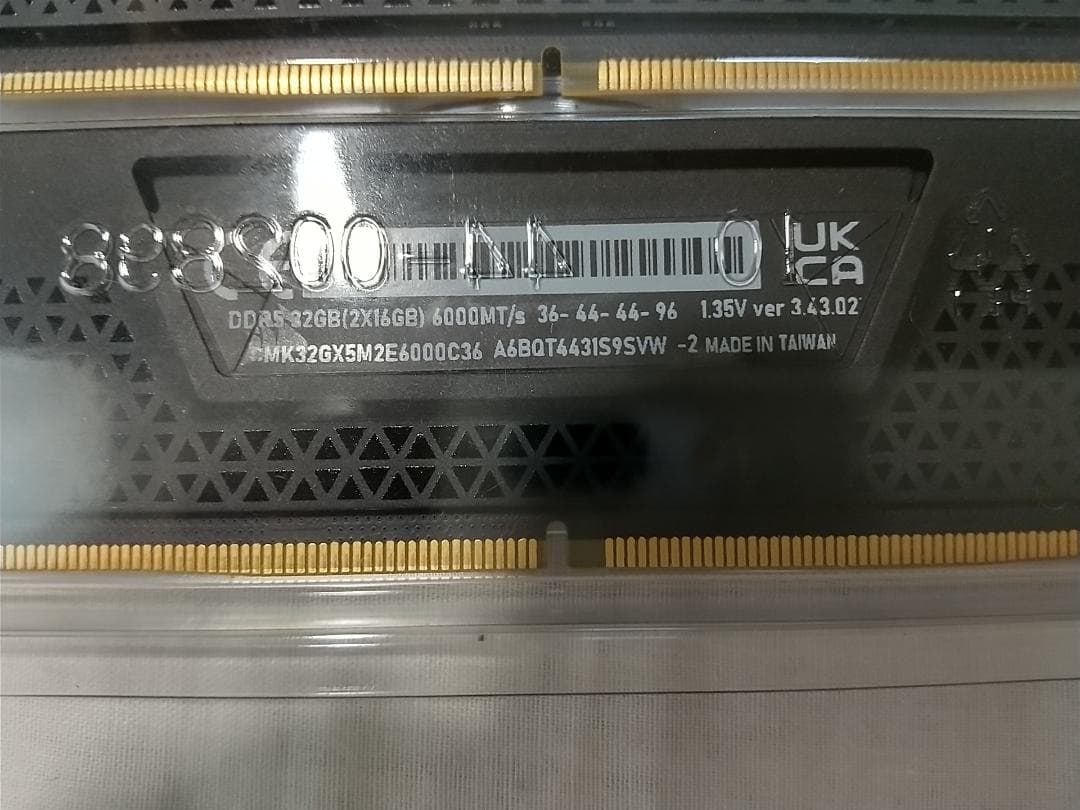 UK
CA
DDR5 32GB(2X16GB) 6000MT/s 36-44-44-96 1.35V ver 3.43.02
CMK32GX5M2E6000C36 A6BQT4431S9SVW -2 MADE IN TAIWAN